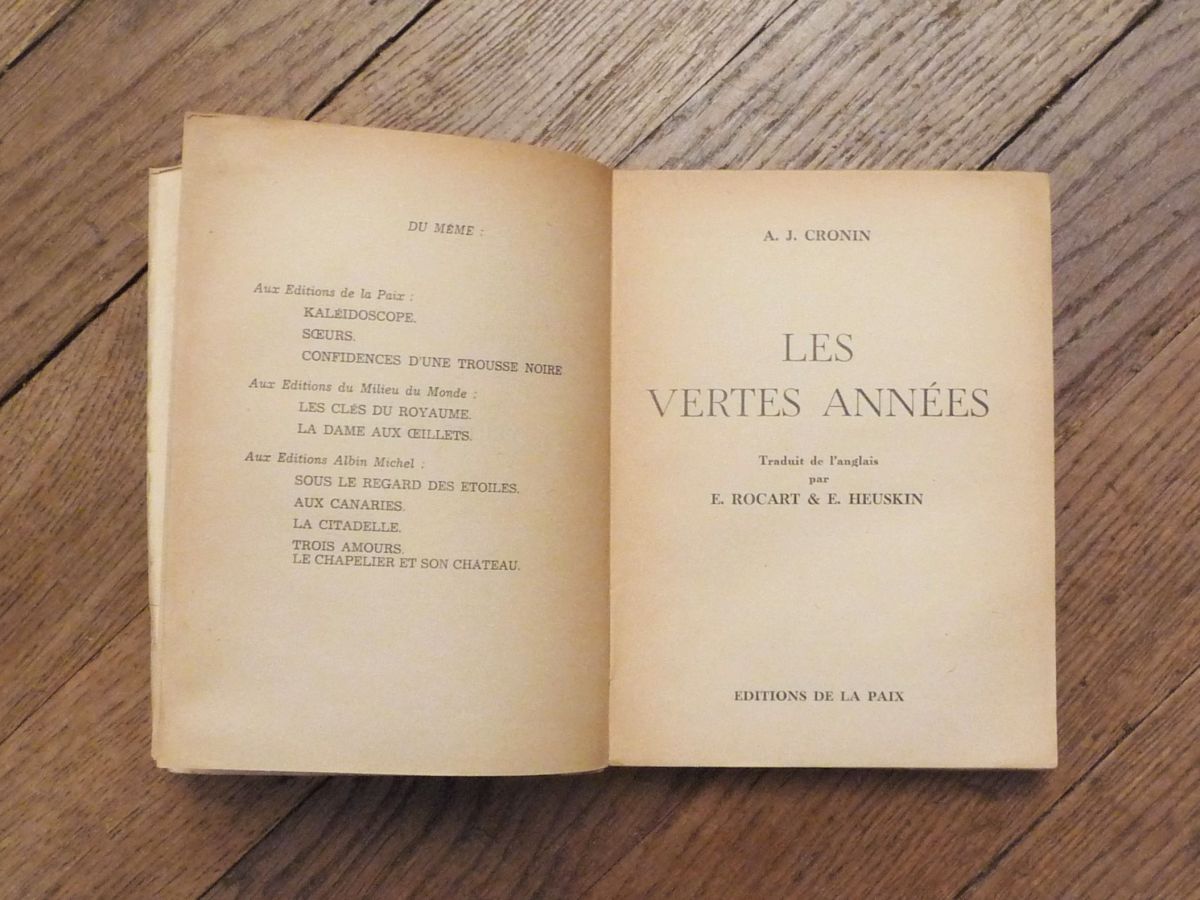 DU MÊME :
Aux Editions de la Paix :
KALÉIDOSCOPE.
SŒURS.
CONFIDENCES D'UNE TROUSSE NOIRE
Aux Editions du Milieu du Monde :
LES CLÉS DU ROYAUME.
LA DAME AUX ŒILLETS.
Aux Editions Albin Michel :
SOUS LE REGARD DES ETOILES.
AUX CANARIES.
LA CITADELLE.
TROIS AMOURS.
LE CHAPELIER ET SON CHATEAU.
A. J. CRONIN
LES
VERTES ANNÉES
Traduit de l'anglais
par
E. ROCART & E. HEUSKIN
EDITIONS DE LA PAIX